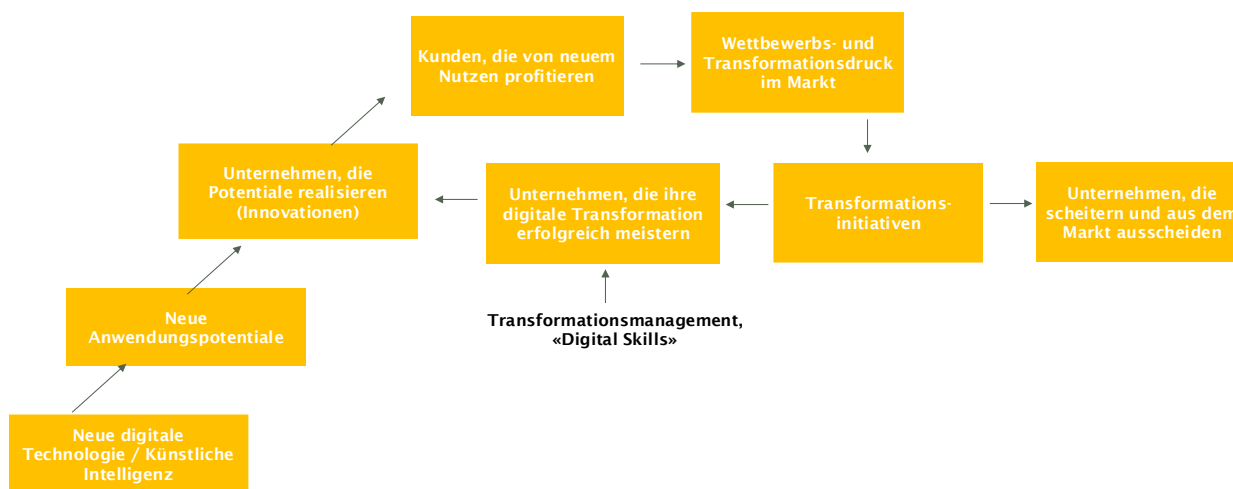 Kunden, die von neuem
Nutzen profitieren
Wettbewerbs- und
Transformationsdruck
im Markt
Unternehmen, die
Potentiale realisieren
(Innovationen)
Unternehmen, die ihre
digitale Transformation
erfolgreich meistern
Transformations-
initiativen
Unternehmen, die
scheitern und aus dem
Markt ausscheiden
Neue
Anwendungspotentiale
Transformationsmanagement,
«Digital Skills»
Neue digitale
Technologie / Künstliche
Intelligenz